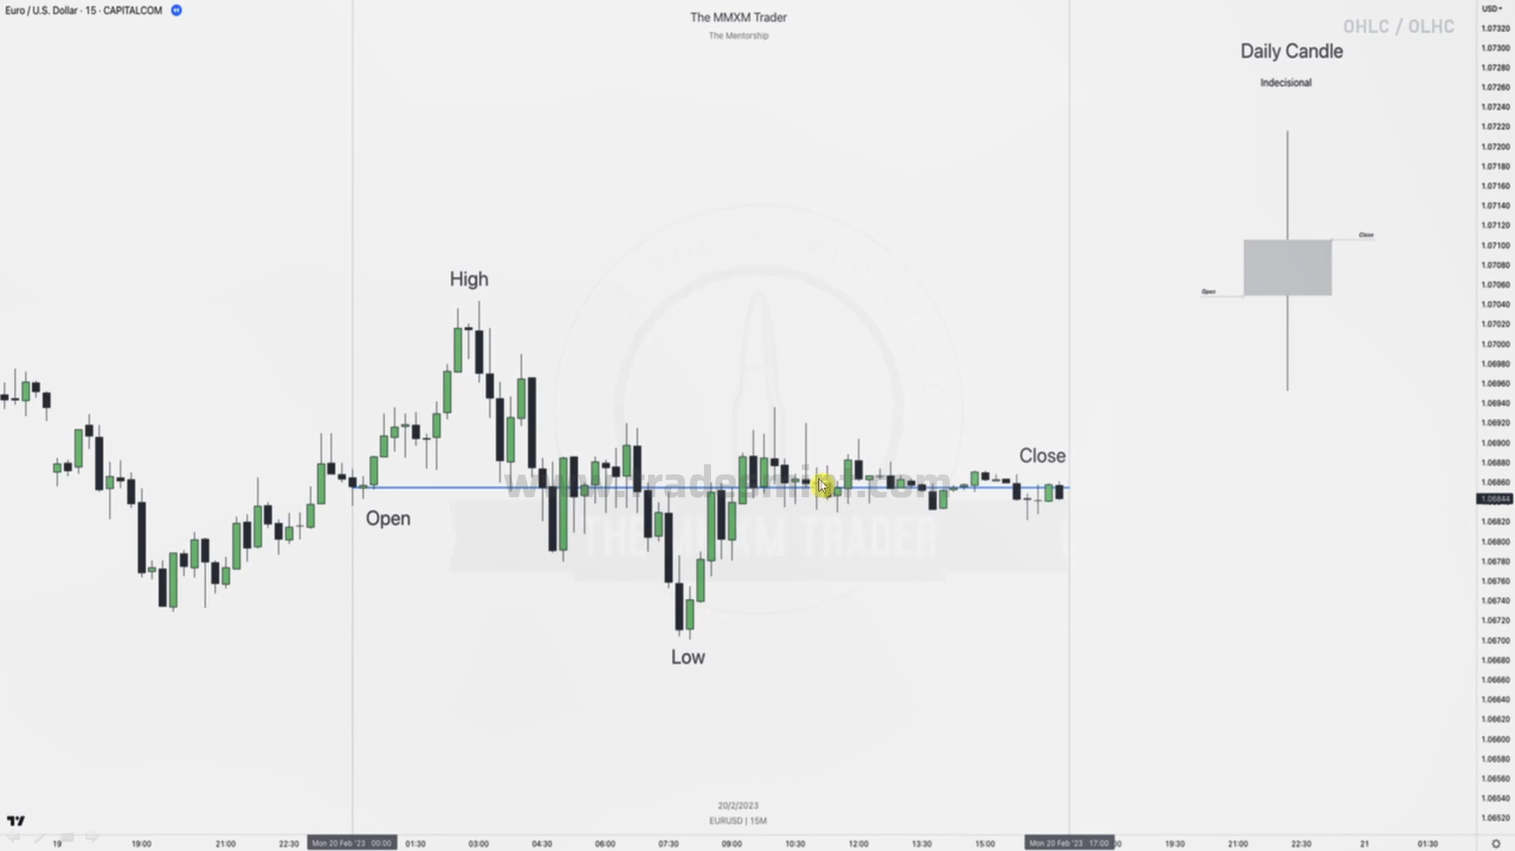 Euro / U.S. Dollar · 15 · CAPITALCOM
The MMXM Trader
The Mentorship
USD
OHLC / OLHC
Daily Candle
Indecisional
Close
Open
High
Low
Open
Close
www.tradesmint.com
THE MMXM TRADER
20/2/2023
EURUSD | 15M
1.07320
1.07300
1.07280
1.07260
1.07240
1.07220
1.07200
1.07180
1.07160
1.07140
1.07120
1.07100
1.07080
1.07060
1.07040
1.07020
1.07000
1.06980
1.06960
1.06940
1.06920
1.06900
1.06880
1.06860
1.06844
1.06820
1.06800
1.06780
1.06760
1.06740
1.06720
1.06700
1.06680
1.06660
1.06640
1.06620
1.06600
1.06580
1.06560
1.06540
1.06520
19 19:00 21:00 22:30 Mon 20 Feb '23 00:00 01:30 03:00 04:30 06:00 07:30 09:00 10:30 12:00 13:30 15:00 Mon 20 Feb '23 17:00 19:30 21:00 22:30 21 01:30